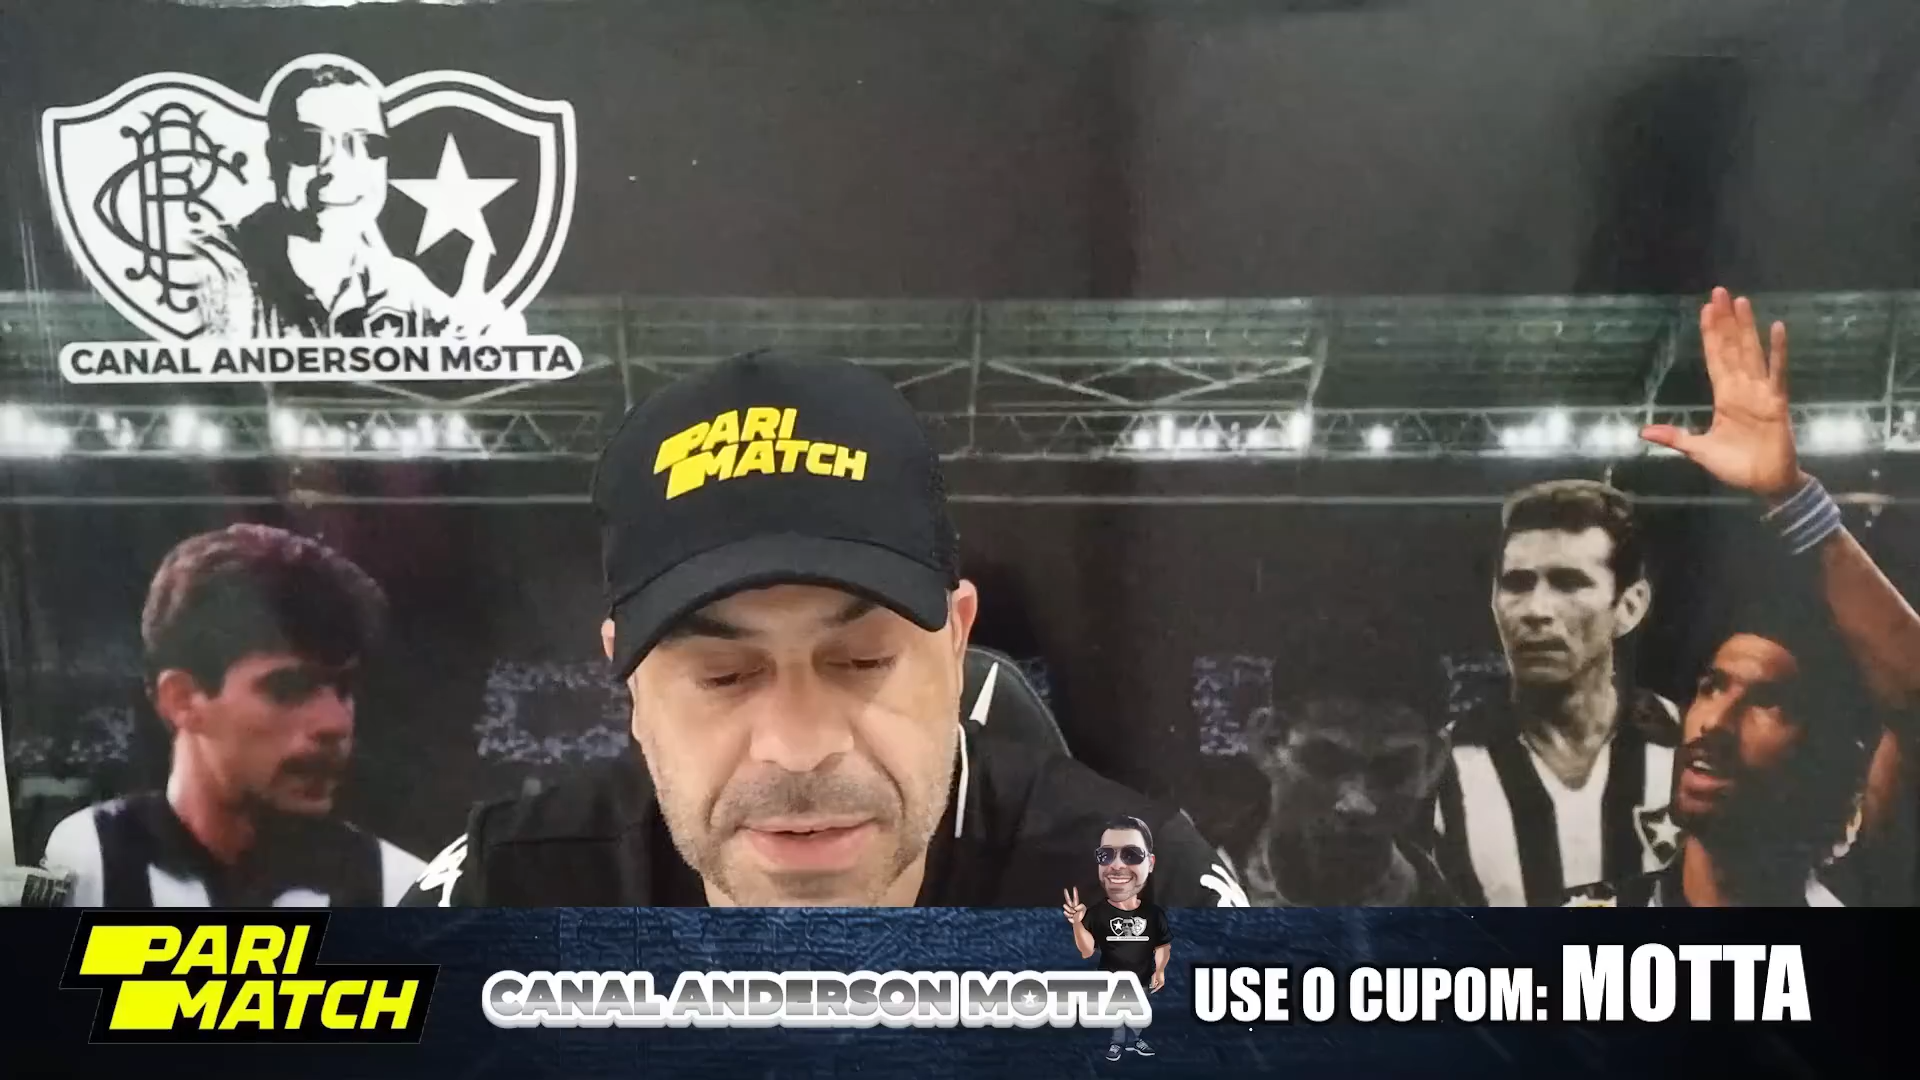 CANAL ANDERSON MOTTA
PARI
MATCH
PARI
MATCH
CANAL ANDERSON MOTTA
USE O CUPOM: MOTTA